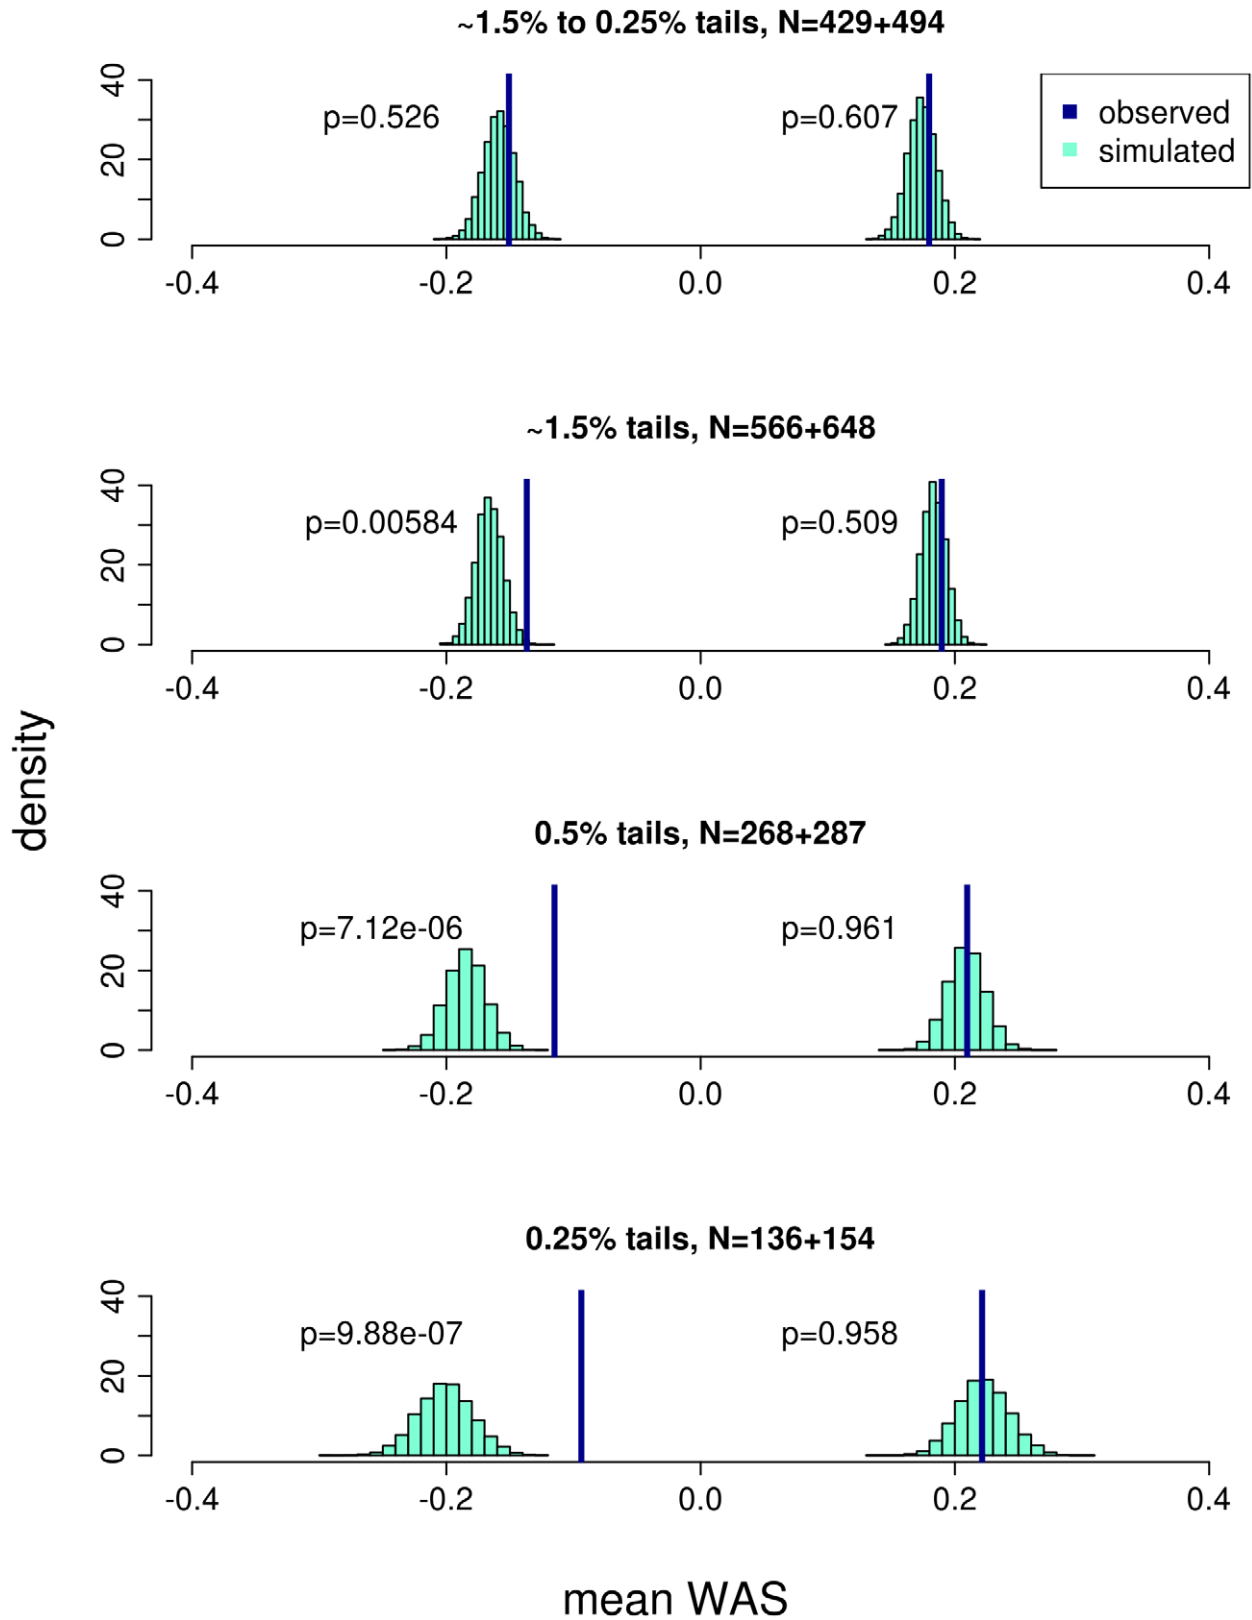 ~1.5% to 0.25% tails, N=429+494
40
20
0
p=0.526
p=0.607
observed
simulated
-0.4
-0.2
0.0
0.2
0.4
~1.5% tails, N=566+648
40
20
0
p=0.00584
p=0.509
-0.4
-0.2
0.0
0.2
0.4
density
0.5% tails, N=268+287
40
20
0
p=7.12e-06
p=0.961
-0.4
-0.2
0.0
0.2
0.4
0.25% tails, N=136+154
40
20
0
p=9.88e-07
p=0.958
-0.4
-0.2
0.0
0.2
0.4
mean WAS